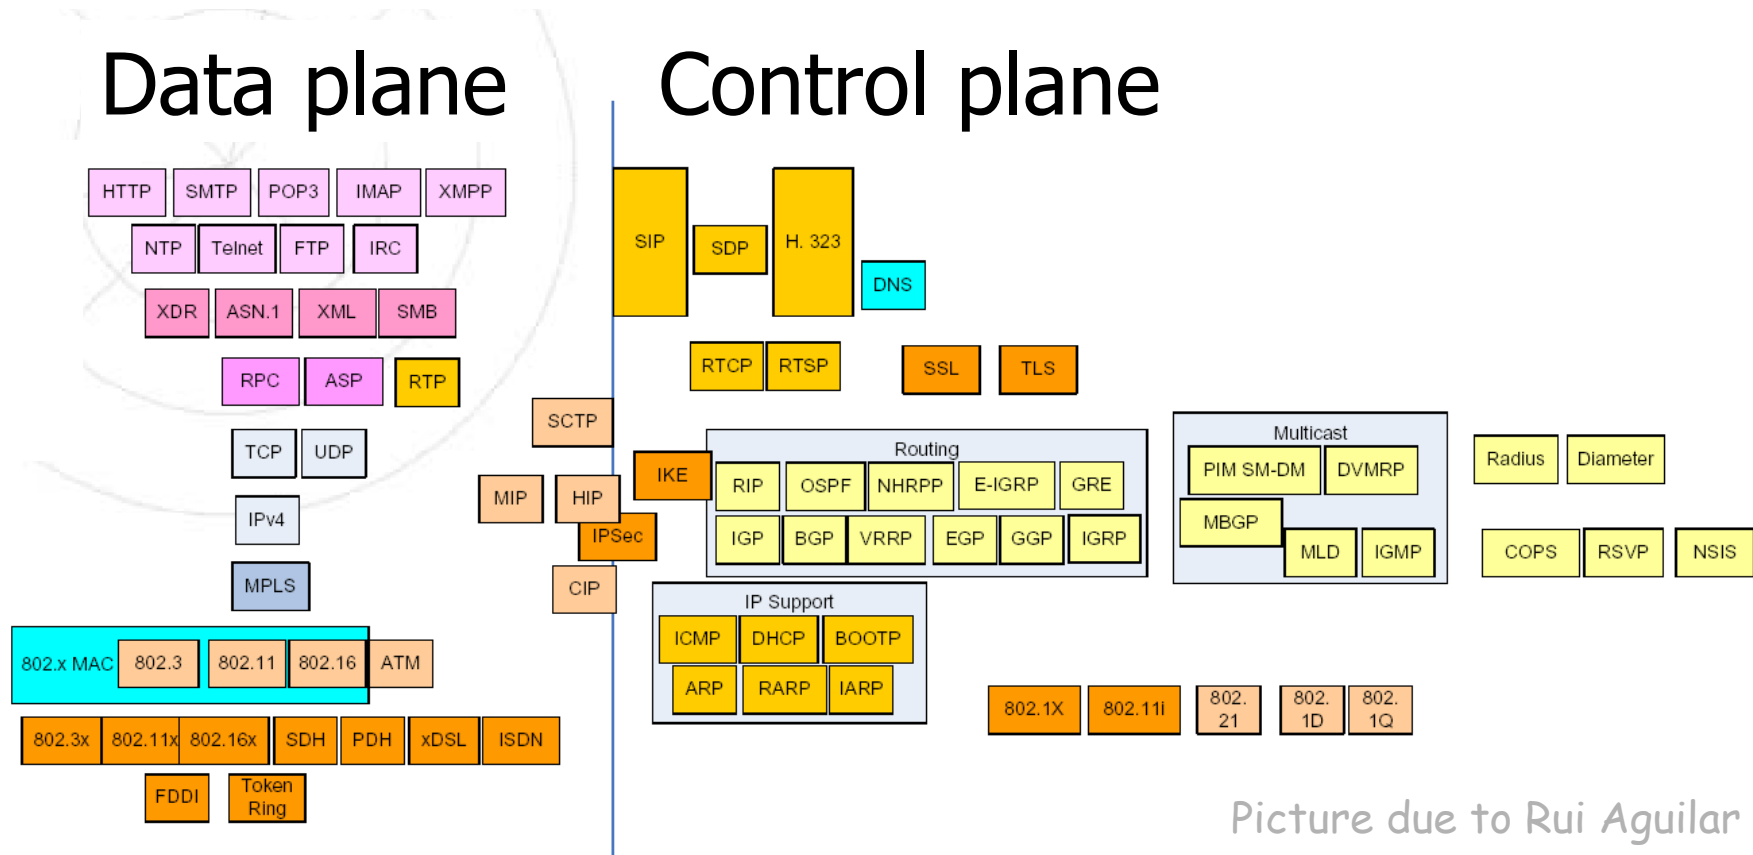 Data plane
Control plane
HTTP SMTP POP3 IMAP XMPP
NTP Telnet FTP IRC
XDR ASN.1 XML SMB
RPC ASP RTP
TCP UDP
IPv4
MPLS
802.x MAC 802.3 802.11 802.16 ATM
802.3x 802.11x 802.16x SDH PDH xDSL ISDN
FDDI
Token
Ring
SCTP
MIP HIP
IPSec
CIP
IKE
SIP SDP H. 323
DNS
RTCP RTSP
SSL TLS
Routing
RIP OSPF NHRPP E-IGRP GRE
IGP BGP VRRP EGP GGP IGRP
Multicast
PIM SM-DM DVMRP
MBGP
MLD IGMP
Radius Diameter
COPS RSVP NSIS
IP Support
ICMP DHCP BOOTP
ARP RARP IARP
802.1X 802.11i
802.
21
802.
1D
802.
1Q
Picture due to Rui Aguilar